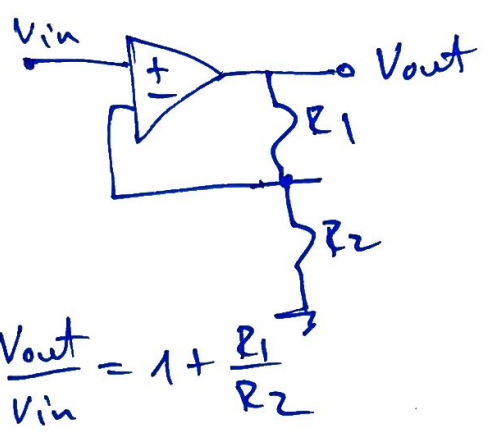 Vin
+
−
Vout
R1
R2
Vout/Vin = 1 + R1/R2